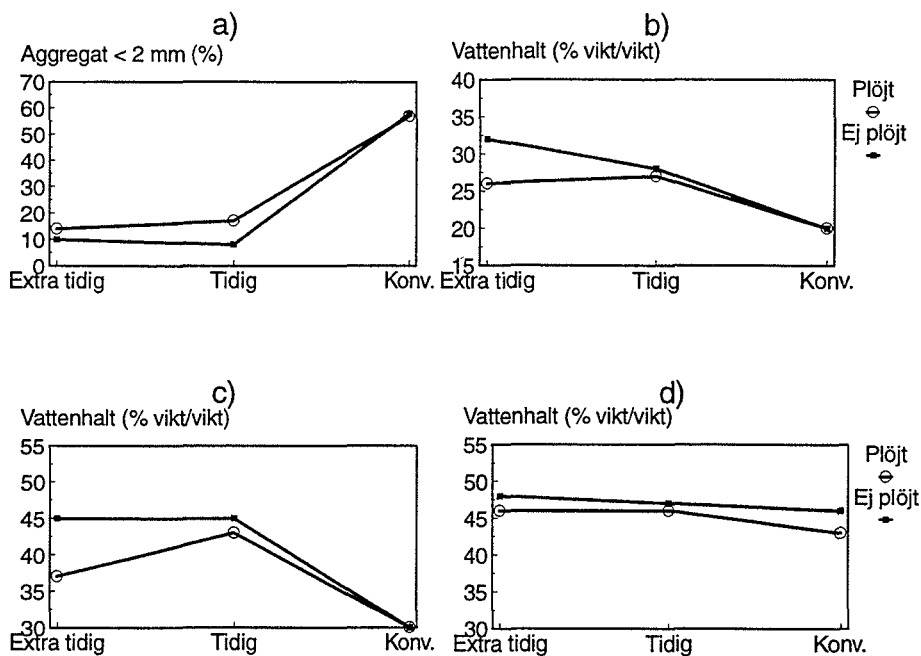 a)
Aggregat < 2 mm (%)
70
60
50
40
30
20
10
0
Extra tidig Tidig Konv.
b)
Vattenhalt (% vikt/vikt)
40
35
30
25
20
15
Extra tidig Tidig Konv.
Plöjt
Ej plöjt
c)
Vattenhalt (% vikt/vikt)
55
50
45
40
35
30
Extra tidig Tidig Konv.
d)
Vattenhalt (% vikt/vikt)
55
50
45
40
35
30
Extra tidig Tidig Konv.
Plöjt
Ej plöjt